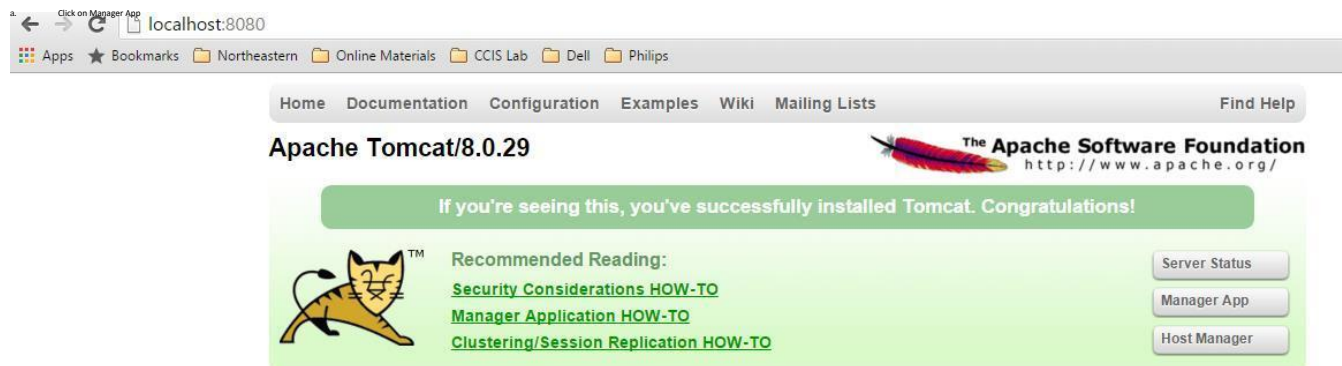 a. Click on Manager App
localhost:8080
Apps Bookmarks Northeastern Online Materials CCIS Lab Dell Philips
Home Documentation Configuration Examples Wiki Mailing Lists Find Help
Apache Tomcat/8.0.29
The Apache Software Foundation
http://www.apache.org/
If you're seeing this, you've successfully installed Tomcat. Congratulations!
TM
Recommended Reading:
Security Considerations HOW-TO
Manager Application HOW-TO
Clustering/Session Replication HOW-TO
Server Status
Manager App
Host Manager